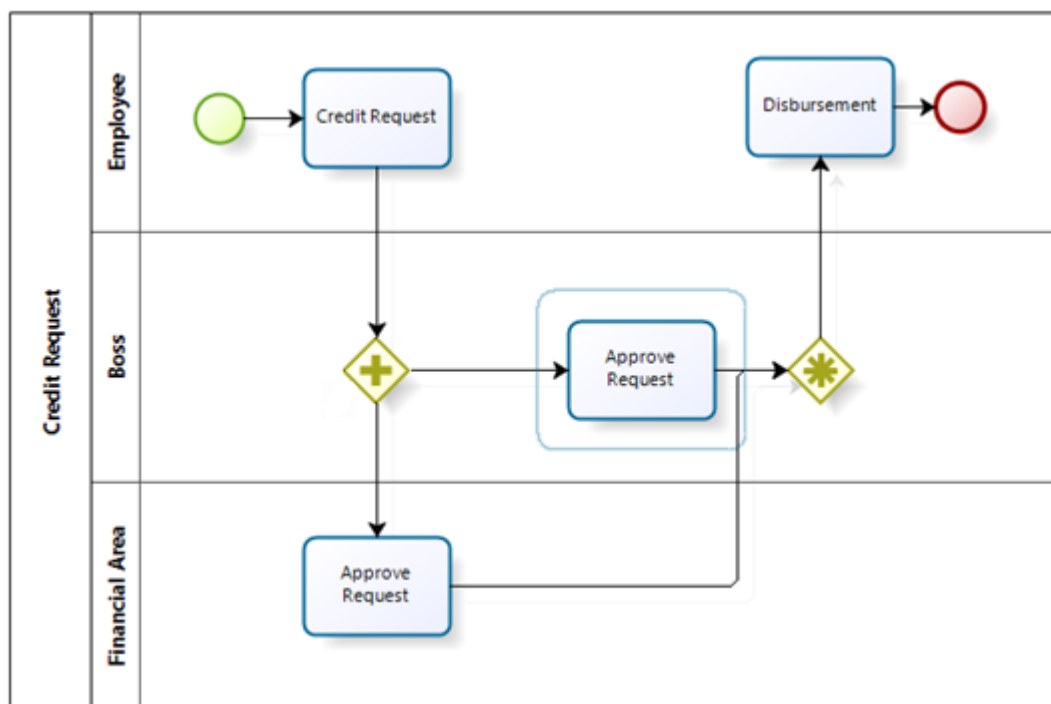 Credit Request
Employee
Credit Request
Disbursement
Boss
Approve
Request
Financial Area
Approve
Request